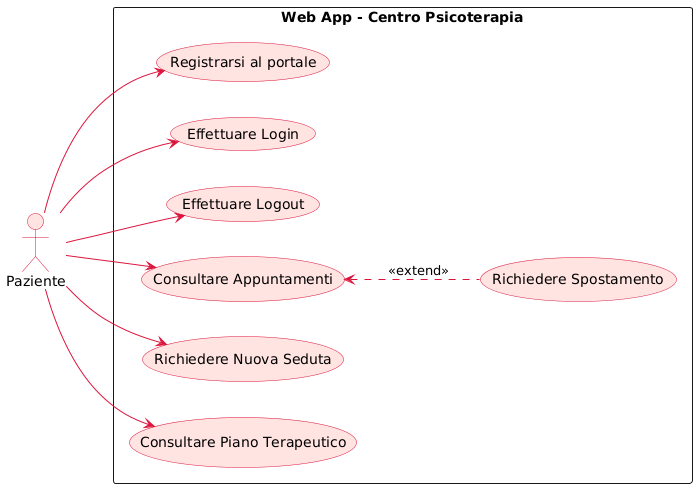 Web App - Centro Psicoterapia
Registrarsi al portale
Effettuare Login
Effettuare Logout
Paziente
Consultare Appuntamenti
«extend»
Richiedere Spostamento
Richiedere Nuova Seduta
Consultare Piano Terapeutico